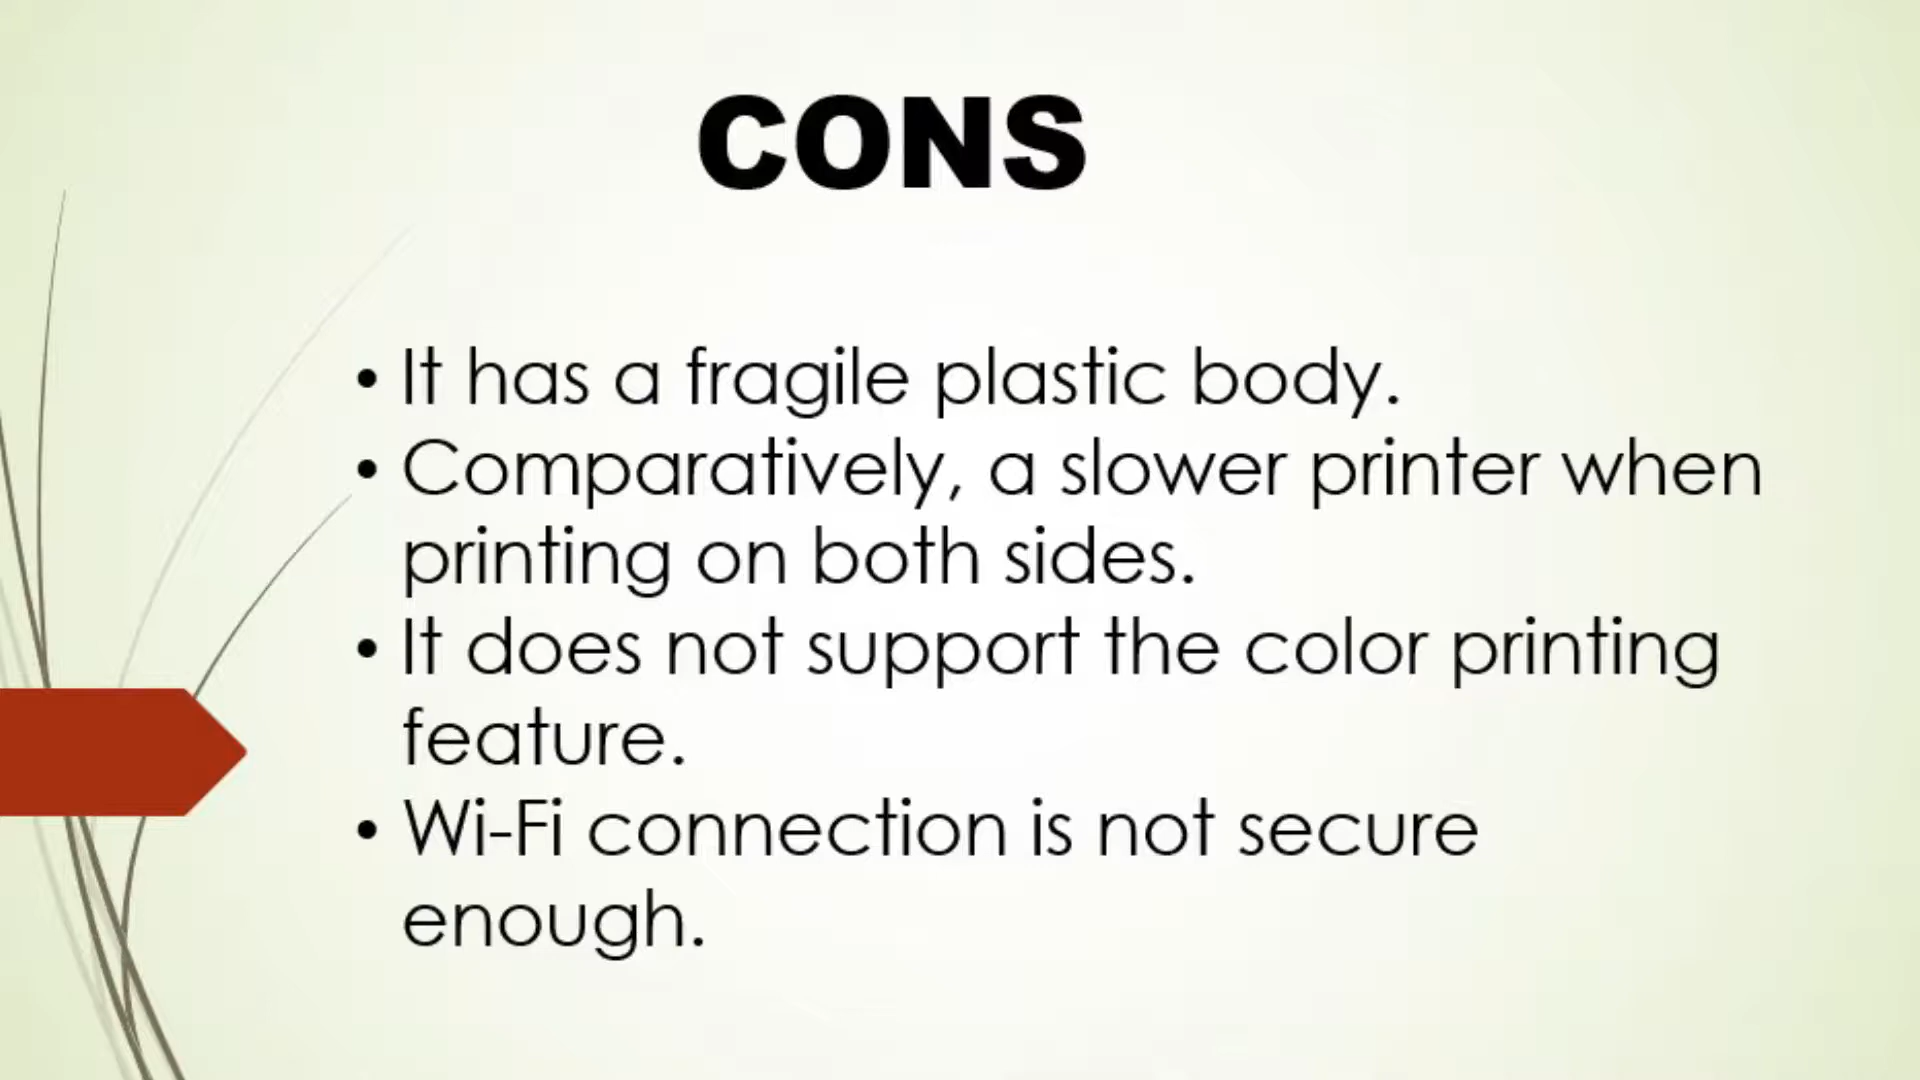 CONS
• It has a fragile plastic body.
• Comparatively, a slower printer when
printing on both sides.
• It does not support the color printing
feature.
• Wi-Fi connection is not secure
enough.